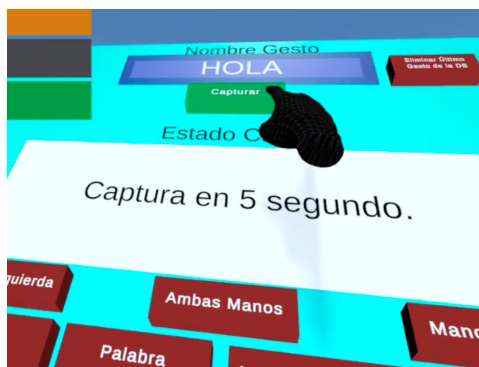 Nombre Gesto
HOLA
Eliminar Último
Gesto de la DB
Capturar
Estado C
Captura en 5 segundo.
quierda
Ambas Manos
Mano
Palabra